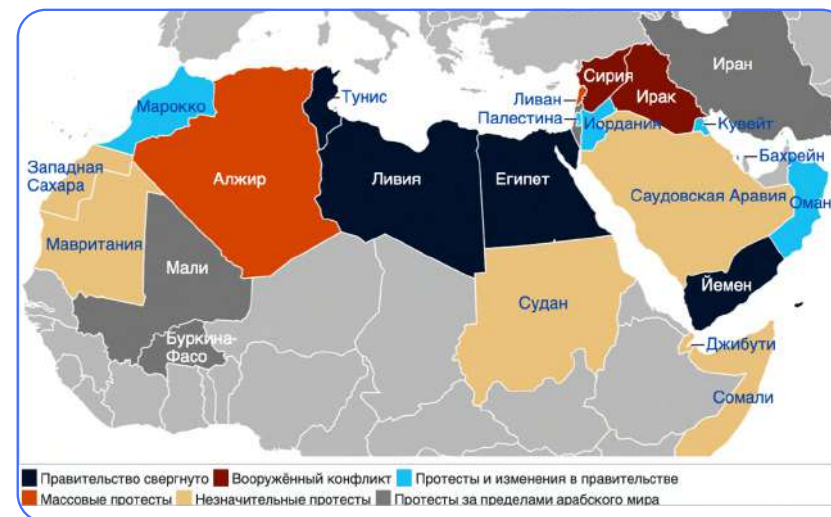 Марокко
Тунис
Западная
Сахара
Алжир
Ливия
Египет
Мавритания
Мали
Буркина-
Фасо
Судан
Сирия
Ливан
Палестина
Иордания
Ирак
Иран
Кувейт
Бахрейн
Саудовская Аравия
Оман
Йемен
Джибути
Сомали
Правительство свергнуто
Вооружённый конфликт
Протесты и изменения в правительстве
Массовые протесты
Незначительные протесты
Протесты за пределами арабского мира